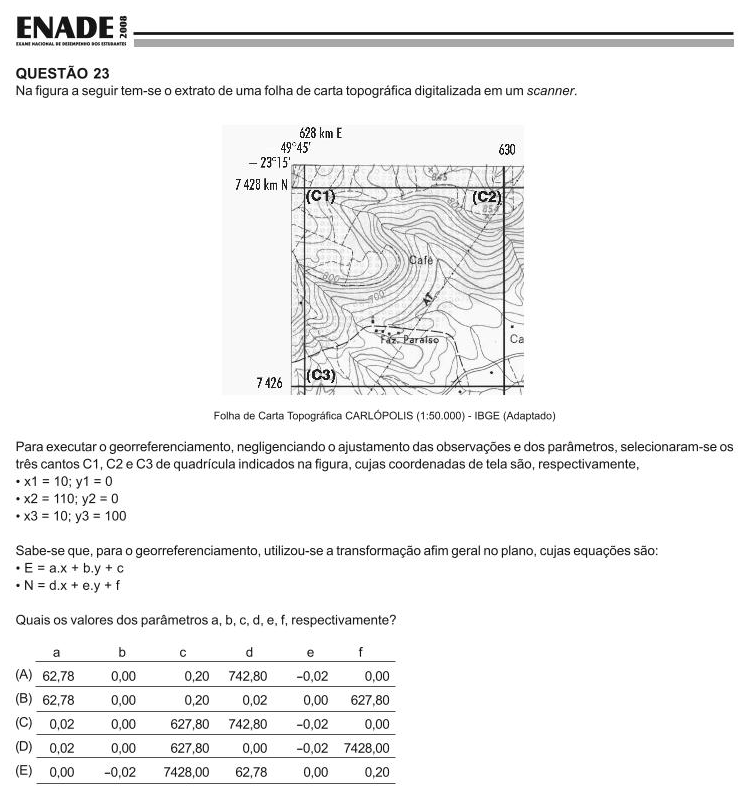 ENADE 2008
EXAME NACIONAL DE DESEMPENHO DOS ESTUDANTES
QUESTÃO 23
Na figura a seguir tem-se o extrato de uma folha de carta topográfica digitalizada em um scanner.
628 km E
49°45'
630
– 23°15'
7 428 km N
845
(C1)
(C2)
854
Café
800
700
AT
Faz. Paraíso
Ca
(C3)
7 426
Folha de Carta Topográfica CARLÓPOLIS (1:50.000) - IBGE (Adaptado)
Para executar o georreferenciamento, negligenciando o ajustamento das observações e dos parâmetros, selecionaram-se os
três cantos C1, C2 e C3 de quadrícula indicados na figura, cujas coordenadas de tela são, respectivamente,
• x1 = 10; y1 = 0
• x2 = 110; y2 = 0
• x3 = 10; y3 = 100
Sabe-se que, para o georreferenciamento, utilizou-se a transformação afim geral no plano, cujas equações são:
• E = a.x + b.y + c
• N = d.x + e.y + f
Quais os valores dos parâmetros a, b, c, d, e, f, respectivamente?
a b c d e f
(A) 62,78 0,00 0,20 742,80 –0,02 0,00
(B) 62,78 0,00 0,20 0,02 0,00 627,80
(C) 0,02 0,00 627,80 742,80 –0,02 0,00
(D) 0,02 0,00 627,80 0,00 –0,02 7428,00
(E) 0,00 –0,02 7428,00 62,78 0,00 0,20